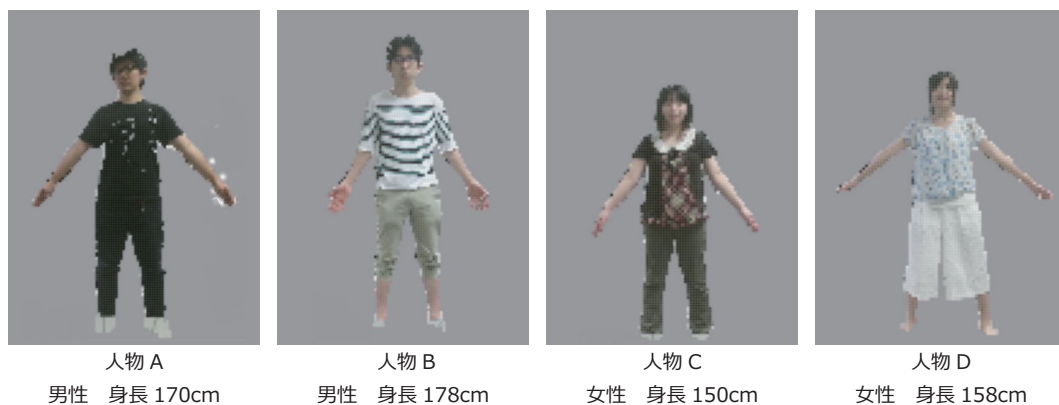 人物 A
男性　身長 170cm
人物 B
男性　身長 178cm
人物 C
女性　身長 150cm
人物 D
女性　身長 158cm